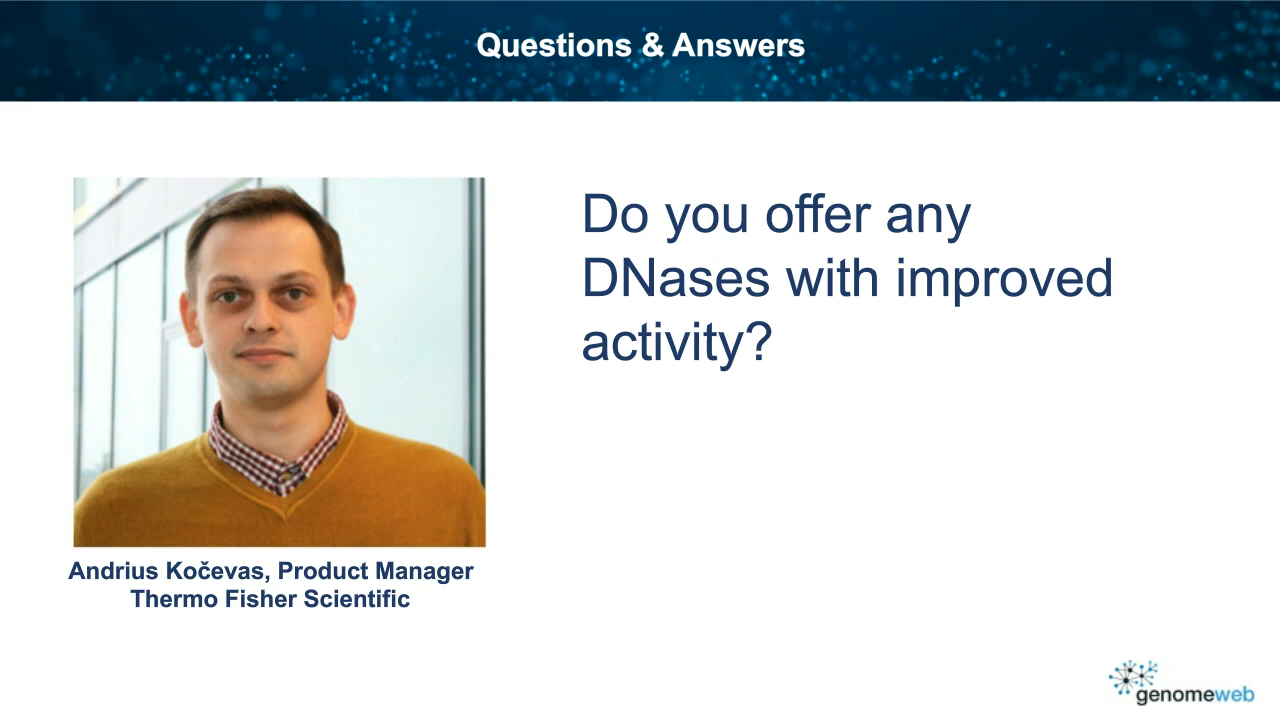 Questions & Answers
Do you offer any
DNases with improved
activity?
Andrius Kočevas, Product Manager
Thermo Fisher Scientific
genomeweb